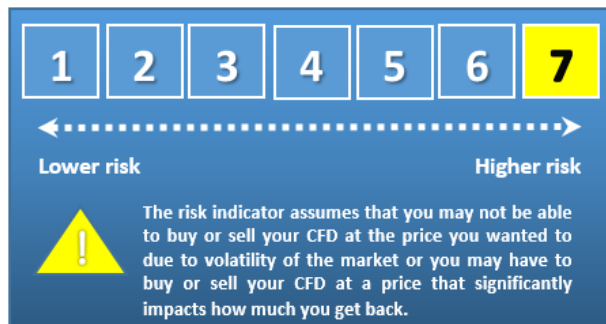 1 2 3 4 5 6 7
Lower risk Higher risk
!
The risk indicator assumes that you may not be able
to buy or sell your CFD at the price you wanted to
due to volatility of the market or you may have to
buy or sell your CFD at a price that significantly
impacts how much you get back.